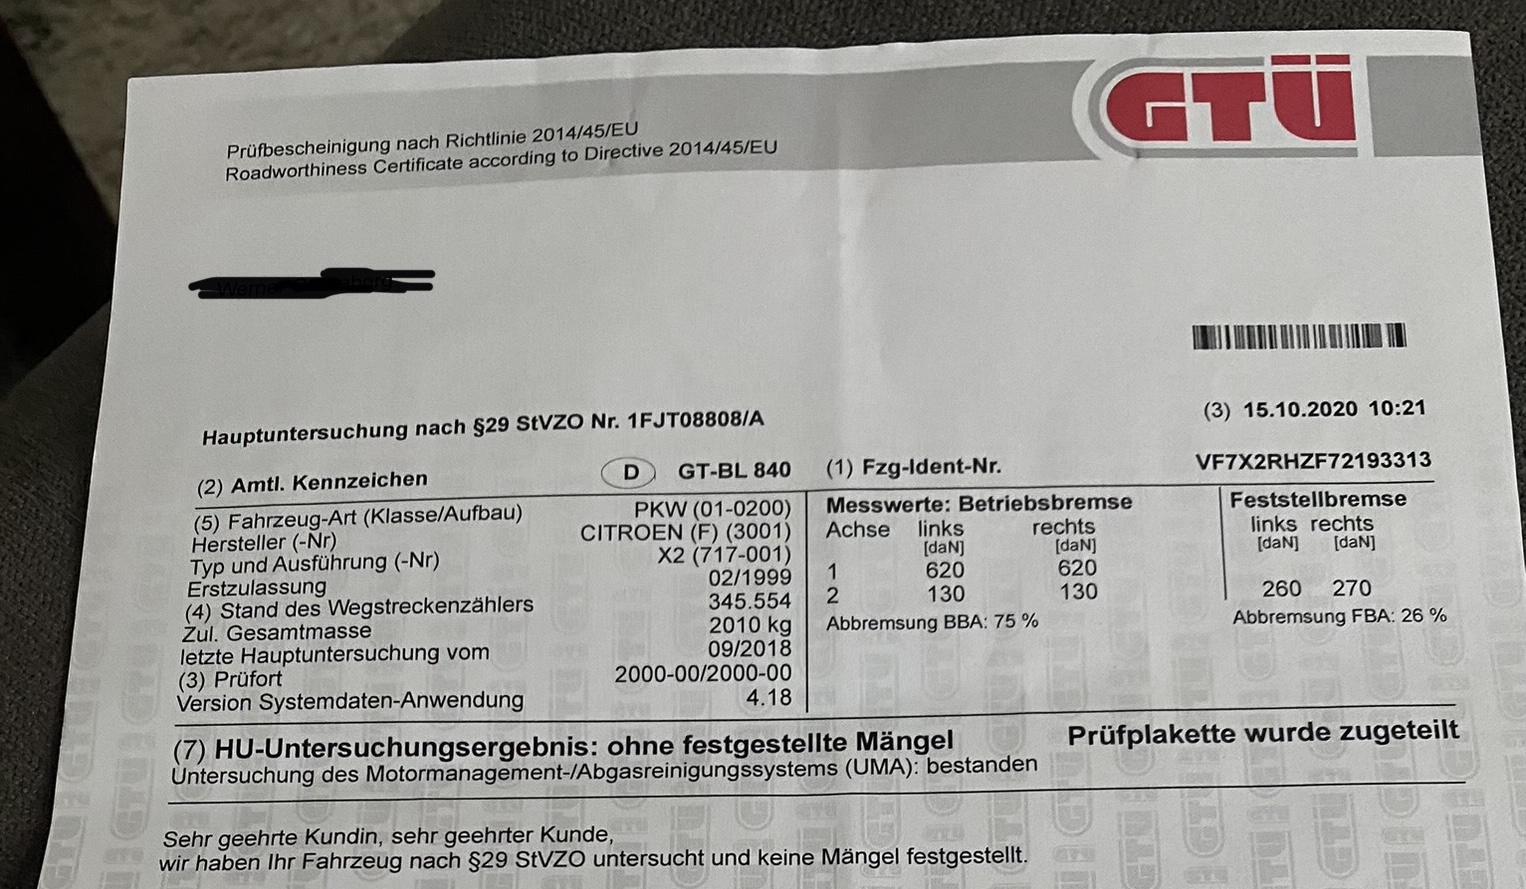 GTÜ
Prüfbescheinigung nach Richtlinie 2014/45/EU
Roadworthiness Certificate according to Directive 2014/45/EU
(3) 15.10.2020 10:21
Hauptuntersuchung nach §29 StVZO Nr. 1FJT08808/A
(2) Amtl. Kennzeichen D GT-BL 840 (1) Fzg-Ident-Nr. VF7X2RHZF72193313
(5) Fahrzeug-Art (Klasse/Aufbau) PKW (01-0200)
Hersteller (-Nr) CITROEN (F) (3001)
Typ und Ausführung (-Nr) X2 (717-001)
Erstzulassung 02/1999
(4) Stand des Wegstreckenzählers 345.554
Zul. Gesamtmasse 2010 kg
letzte Hauptuntersuchung vom 09/2018
(3) Prüfort 2000-00/2000-00
Version Systemdaten-Anwendung 4.18
Messwerte: Betriebsbremse
Achse links rechts
[daN] [daN]
1 620 620
2 130 130
Abbremsung BBA: 75 %
Feststellbremse
links rechts
[daN] [daN]
260 270
Abbremsung FBA: 26 %
(7) HU-Untersuchungsergebnis: ohne festgestellte Mängel Prüfplakette wurde zugeteilt
Untersuchung des Motormanagement-/Abgasreinigungssystems (UMA): bestanden
Sehr geehrte Kundin, sehr geehrter Kunde,
wir haben Ihr Fahrzeug nach §29 StVZO untersucht und keine Mängel festgestellt.